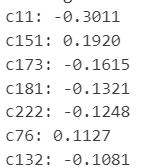 c11: -0.3011
c151: 0.1920
c173: -0.1615
c181: -0.1321
c222: -0.1248
c76: 0.1127
c132: -0.1081